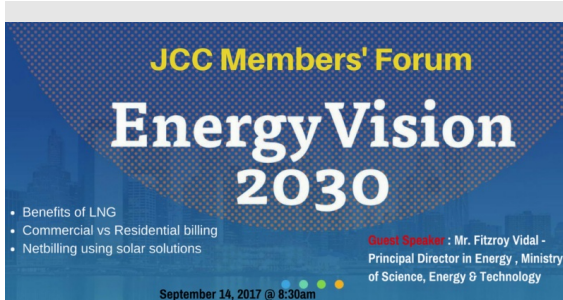 JCC Members' Forum
EnergyVision
2030
• Benefits of LNG
• Commercial vs Residential billing
• Netbilling using solar solutions
Guest Speaker : Mr. Fitzroy Vidal -
Principal Director in Energy , Ministry
of Science, Energy & Technology
September 14, 2017 @ 8:30am